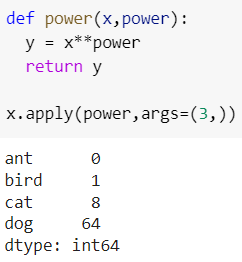 def power(x,power):
  y = x**power
  return y

x.apply(power,args=(3,))

ant     0
bird    1
cat     8
dog    64
dtype: int64